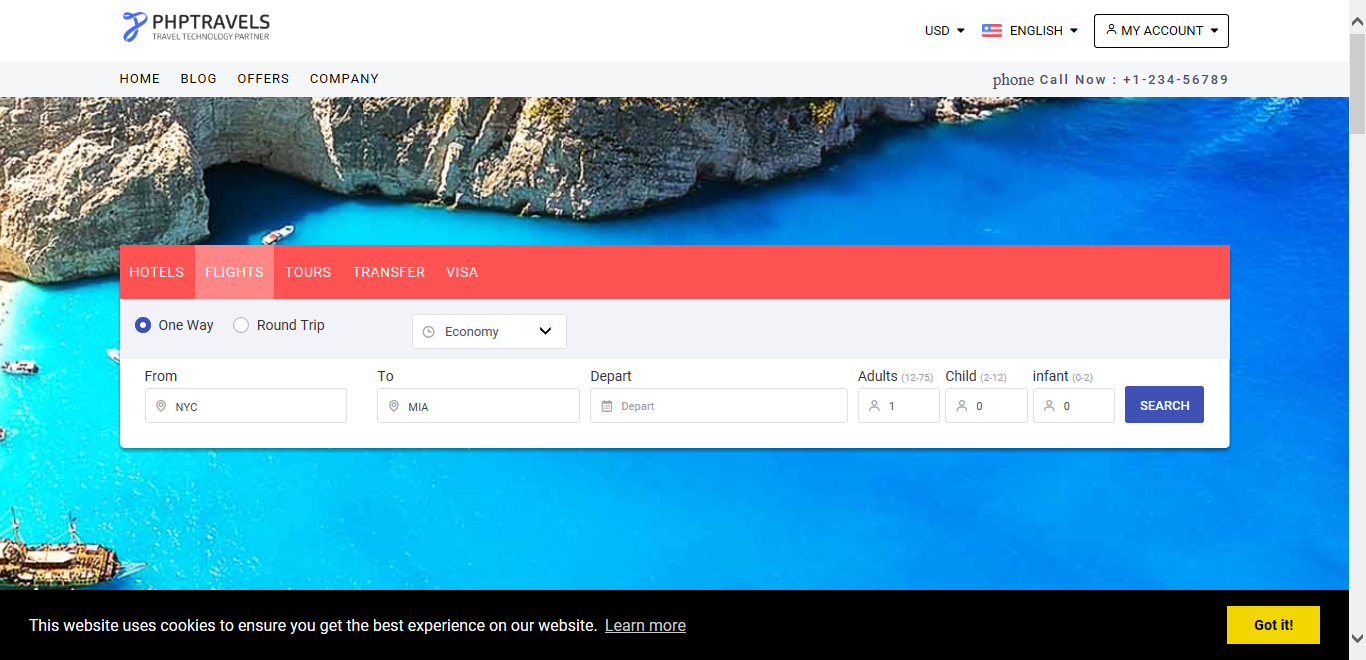 PHPTRAVELS
TRAVEL TECHNOLOGY PARTNER
USD ENGLISH MY ACCOUNT
HOME BLOG OFFERS COMPANY
phone Call Now : +1-234-56789
HOTELS FLIGHTS TOURS TRANSFER VISA
One Way Round Trip Economy
From To Depart Adults (12-75) Child (2-12) infant (0-2)
NYC MIA Depart 1 0 0 SEARCH
This website uses cookies to ensure you get the best experience on our website. Learn more Got it!